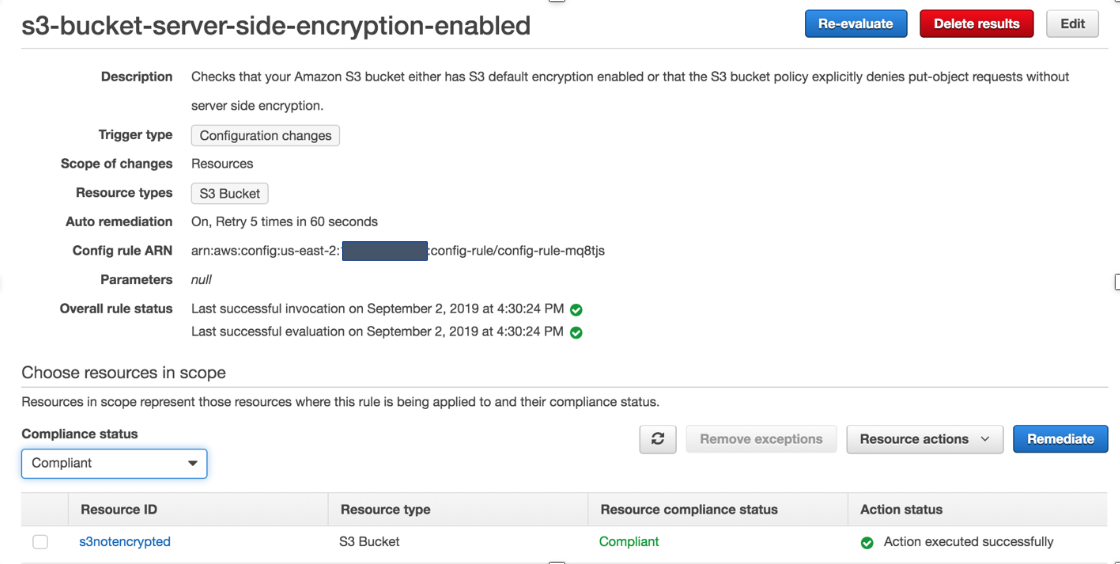 s3-bucket-server-side-encryption-enabled
Re-evaluate
Delete results
Edit
Description Checks that your Amazon S3 bucket either has S3 default encryption enabled or that the S3 bucket policy explicitly denies put-object requests without
server side encryption.
Trigger type Configuration changes
Scope of changes Resources
Resource types S3 Bucket
Auto remediation On, Retry 5 times in 60 seconds
Config rule ARN arn:aws:config:us-east-2: :config-rule/config-rule-mq8tjs
Parameters null
Overall rule status Last successful invocation on September 2, 2019 at 4:30:24 PM
Last successful evaluation on September 2, 2019 at 4:30:24 PM
Choose resources in scope
Resources in scope represent those resources where this rule is being applied to and their compliance status.
Compliance status
Remove exceptions
Resource actions
Remediate
Compliant
Resource ID Resource type Resource compliance status Action status
s3notencrypted S3 Bucket Compliant Action executed successfully